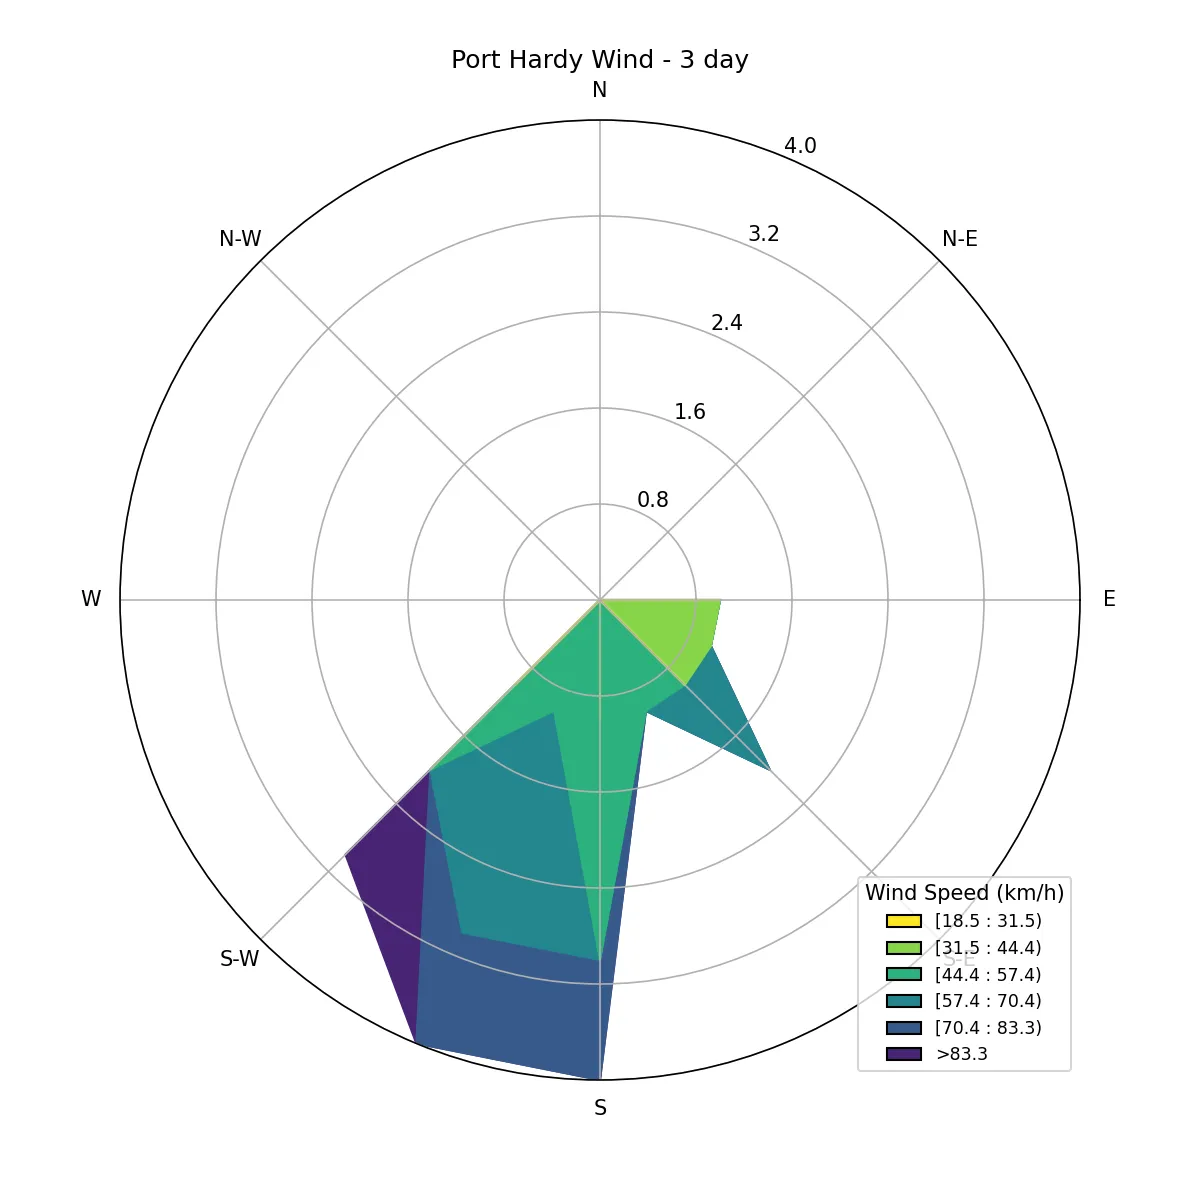 Port Hardy Wind - 3 day
N
4.0
N-W
3.2
N-E
2.4
1.6
0.8
W
E
Wind Speed (km/h)
[18.5 : 31.5)
[31.5 : 44.4)
S-W
S-E
[44.4 : 57.4)
[57.4 : 70.4)
[70.4 : 83.3)
>83.3
S